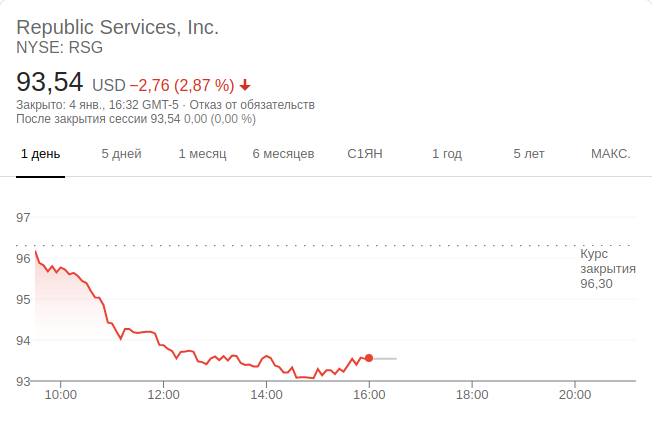 Republic Services, Inc.
NYSE: RSG
93,54 USD −2,76 (2,87 %)
Закрыто: 4 янв., 16:32 GMT-5 · Отказ от обязательств
После закрытия сессии 93,54 0,00 (0,00 %)
1 день 5 дней 1 месяц 6 месяцев С1ЯН 1 год 5 лет МАКС.
97
96
95
94
93
Курс
закрытия
96,30
10:00 12:00 14:00 16:00 18:00 20:00